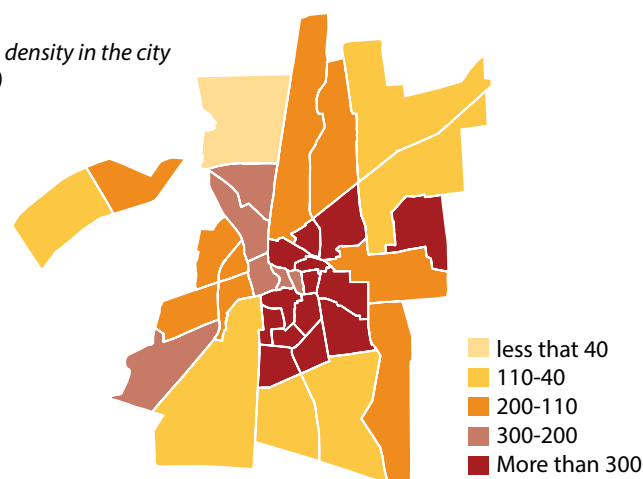 density in the city
)
less that 40
110-40
200-110
300-200
More than 300